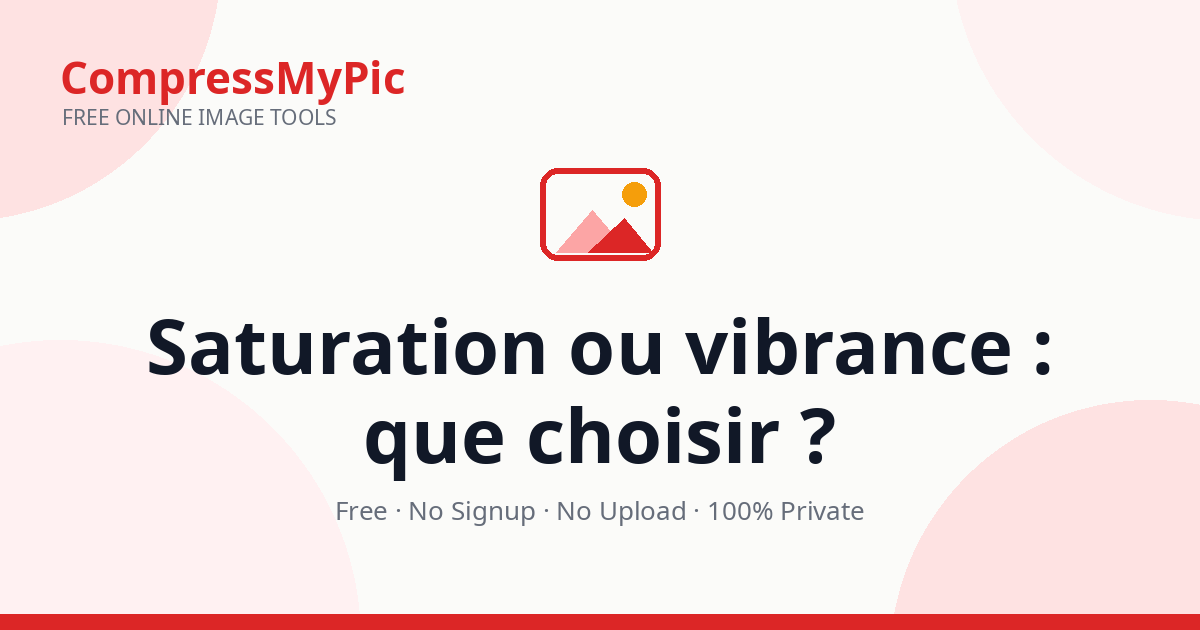 CompressMyPic
FREE ONLINE IMAGE TOOLS
Saturation ou vibrance :
que choisir ?
Free · No Signup · No Upload · 100% Private